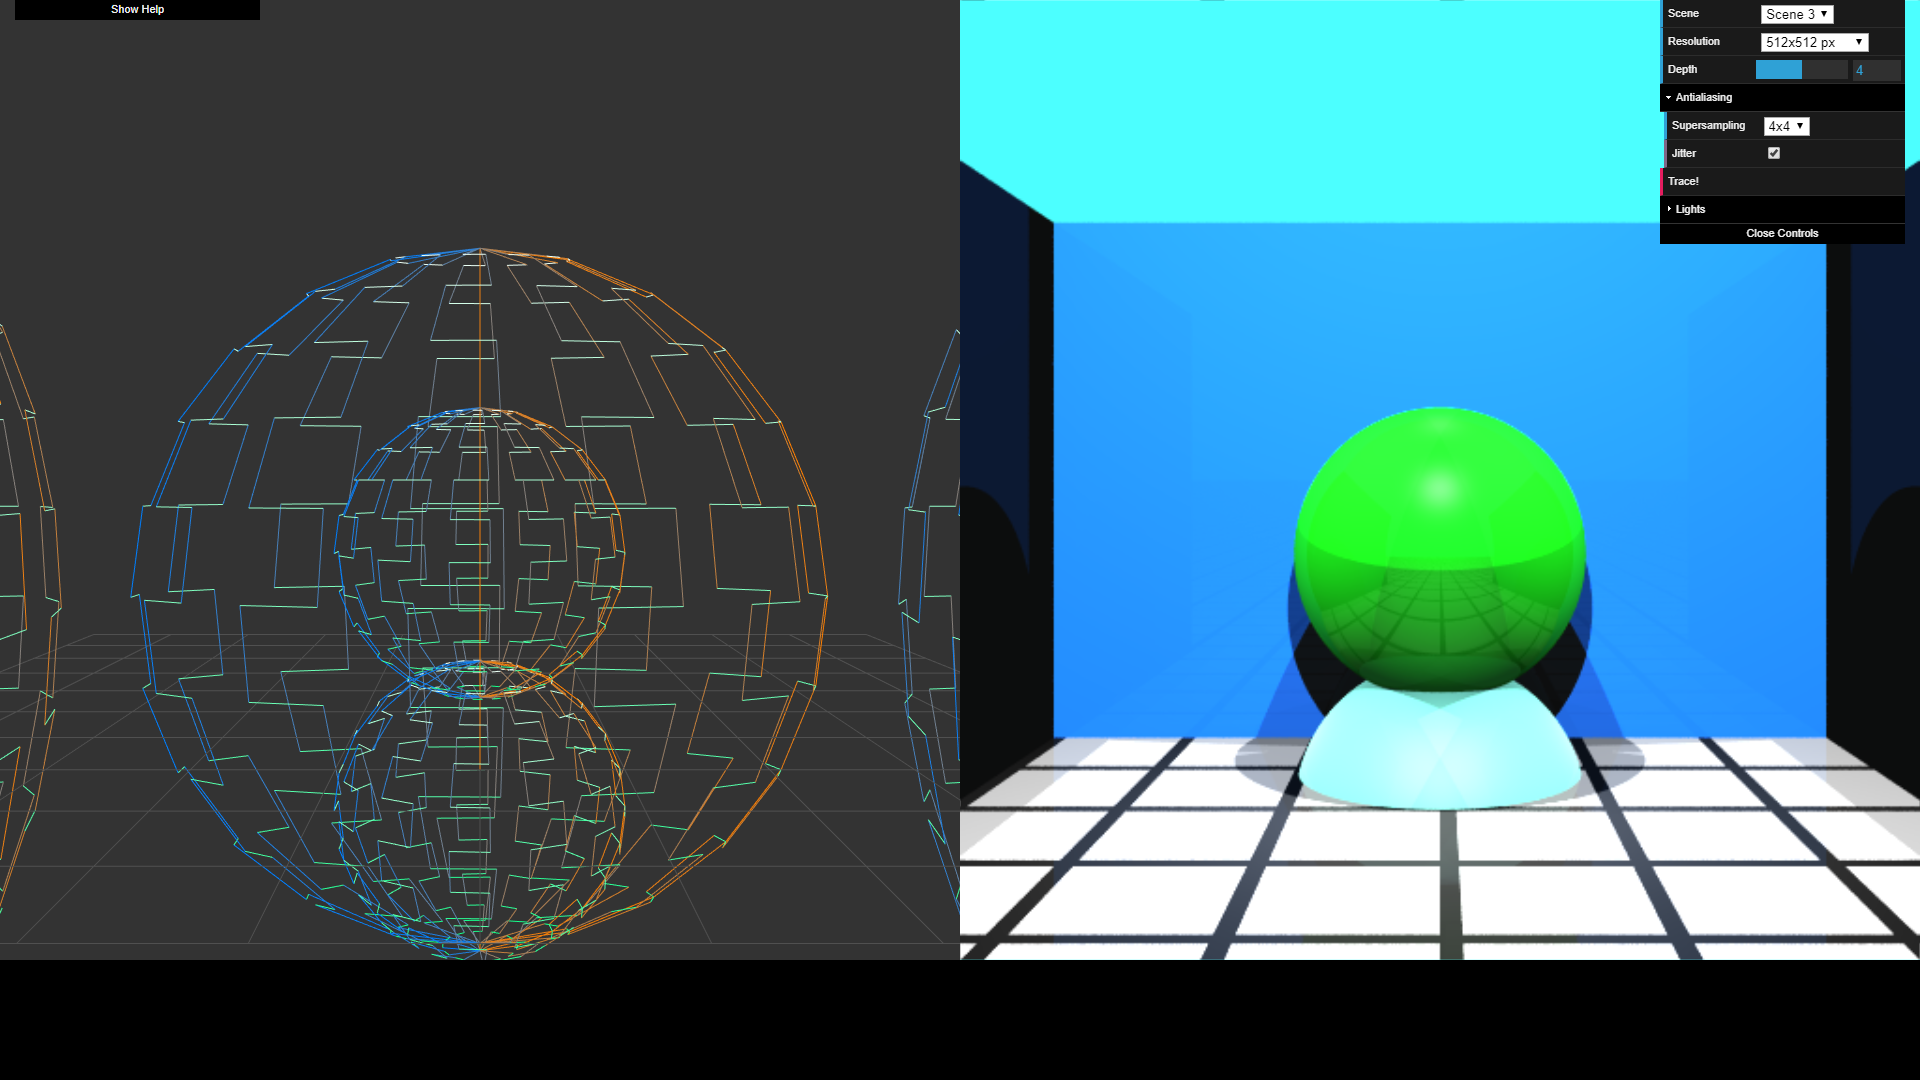 Show Help
Scene Scene 3
Resolution 512x512 px
Depth 4
Antialiasing
Supersampling 4x4
Jitter
Trace!
Lights
Close Controls